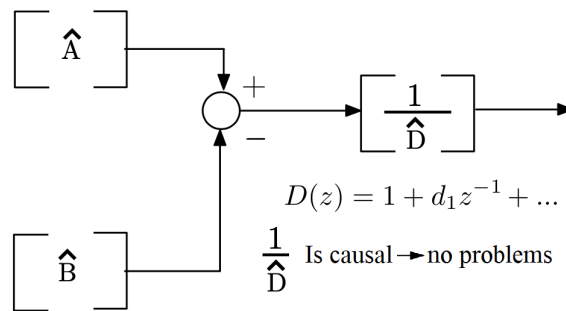 Â
+
1
D̂
−
D(z) = 1 + d₁z⁻¹ + ...
B̂
1
D̂ Is causal → no problems